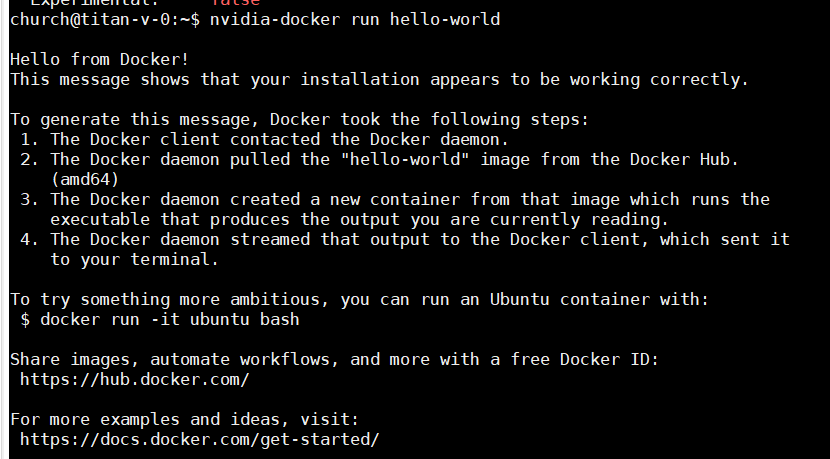 Experimental: false
church@titan-v-0:~$ nvidia-docker run hello-world
Hello from Docker!
This message shows that your installation appears to be working correctly.
To generate this message, Docker took the following steps:
1. The Docker client contacted the Docker daemon.
2. The Docker daemon pulled the "hello-world" image from the Docker Hub.
(amd64)
3. The Docker daemon created a new container from that image which runs the
executable that produces the output you are currently reading.
4. The Docker daemon streamed that output to the Docker client, which sent it
to your terminal.
To try something more ambitious, you can run an Ubuntu container with:
$ docker run -it ubuntu bash
Share images, automate workflows, and more with a free Docker ID:
https://hub.docker.com/
For more examples and ideas, visit:
https://docs.docker.com/get-started/